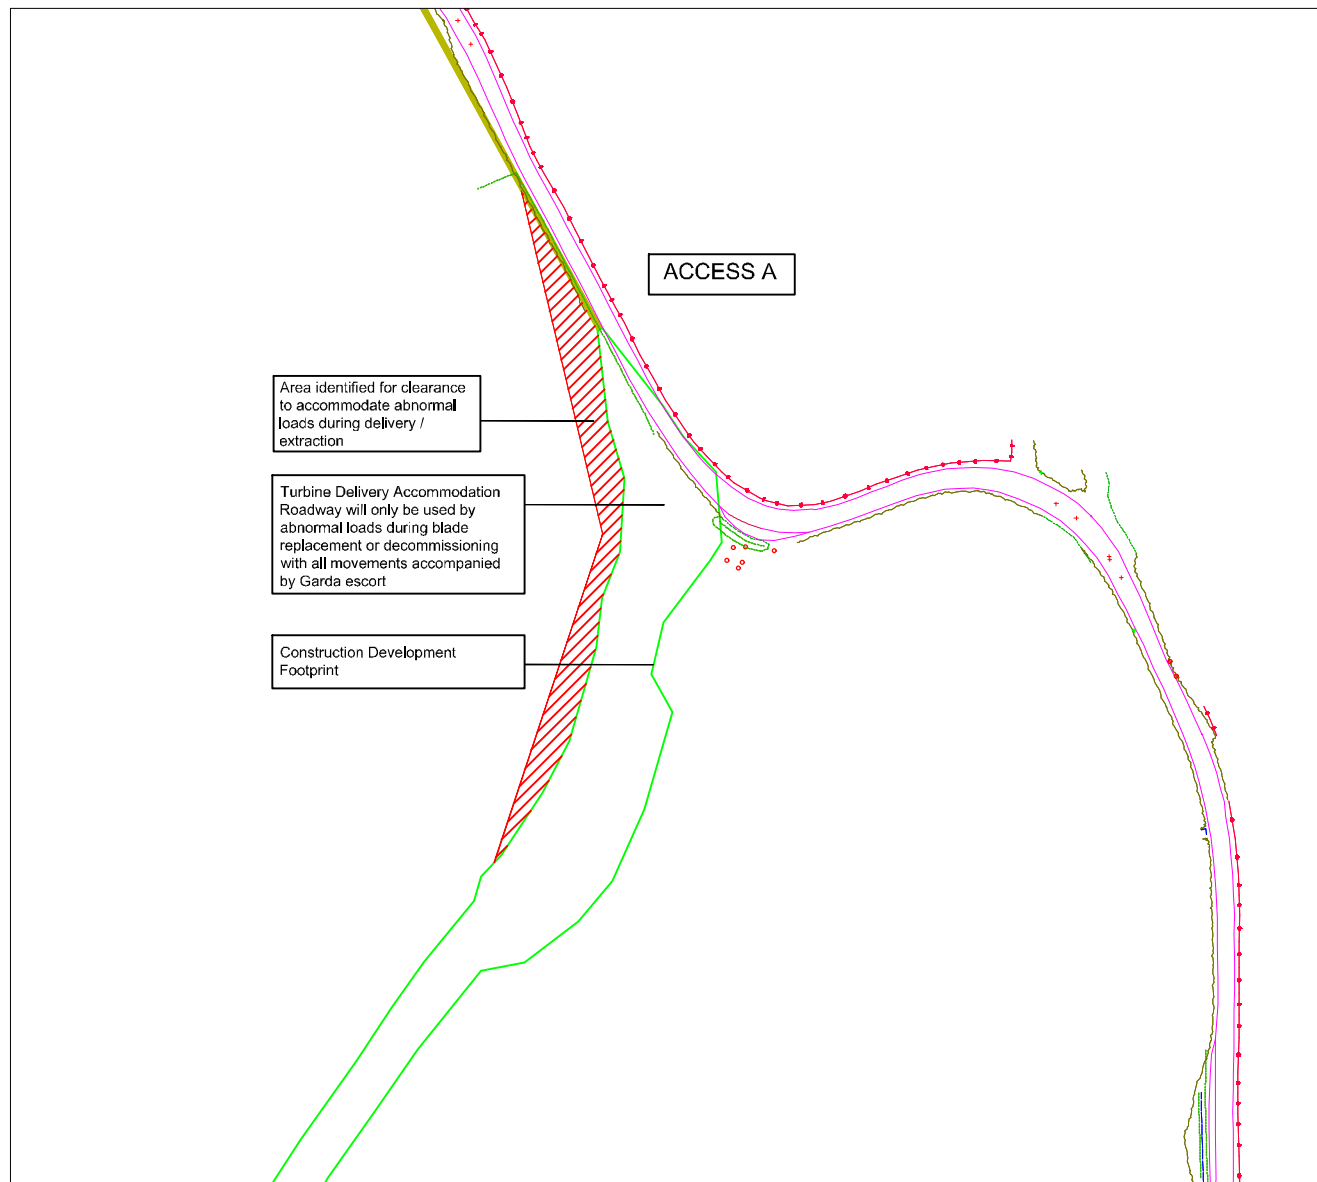 ACCESS A
Area identified for clearance
to accommodate abnormal
loads during delivery /
extraction
Turbine Delivery Accommodation
Roadway will only be used by
abnormal loads during blade
replacement or decommissioning
with all movements accompanied
by Garda escort
Construction Development
Footprint